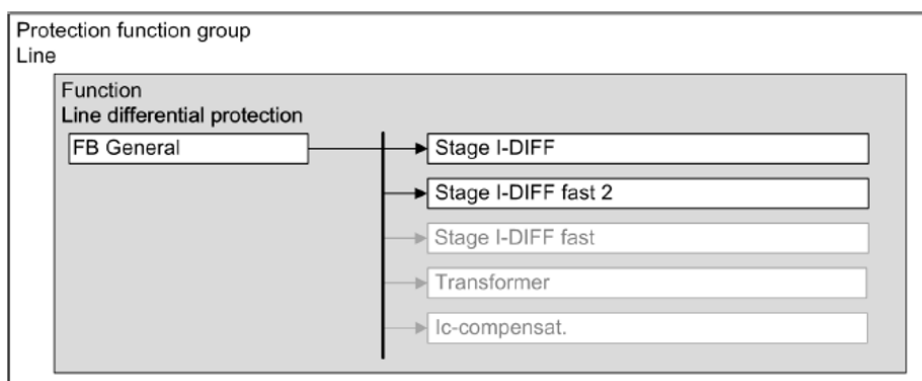 Protection function group
Line
Function
Line differential protection
FB General
Stage I-DIFF
Stage I-DIFF fast 2
Stage I-DIFF fast
Transformer
Ic-compensat.